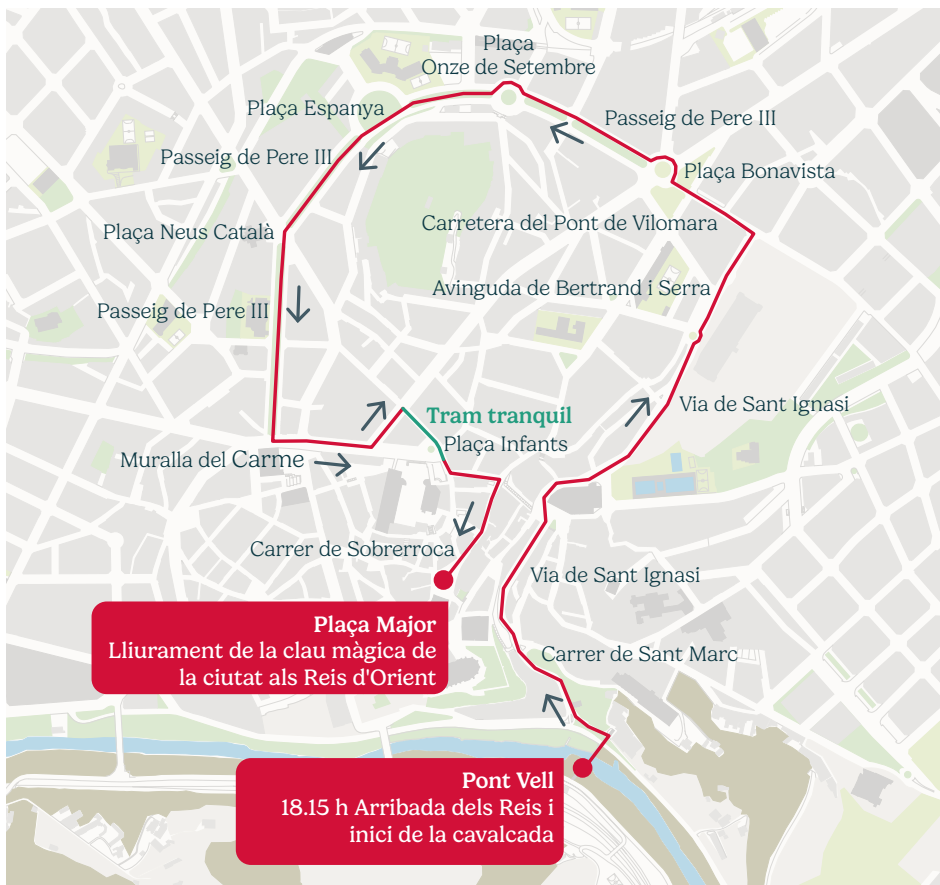 Plaça
Onze de Setembre
Plaça Espanya
Passeig de Pere III
Passeig de Pere III
Plaça Bonavista
Plaça Neus Català
Carretera del Pont de Vilomara
Avinguda de Bertrand i Serra
Passeig de Pere III
Tram tranquil
Via de Sant Ignasi
Plaça Infants
Muralla del Carme
Carrer de Sobrerroca
Via de Sant Ignasi
Plaça Major
Lliurament de la clau màgica de
la ciutat als Reis d'Orient
Carrer de Sant Marc
Pont Vell
18.15 h Arribada dels Reis i
inici de la cavalcada